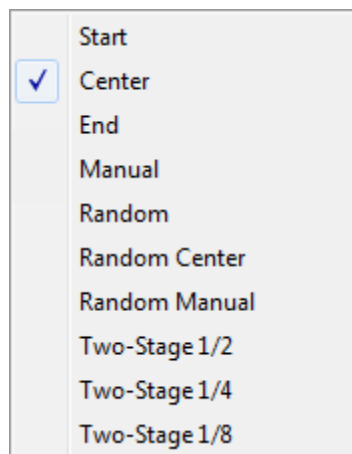 Start
Center
End
Manual
Random
Random Center
Random Manual
Two-Stage 1/2
Two-Stage 1/4
Two-Stage 1/8